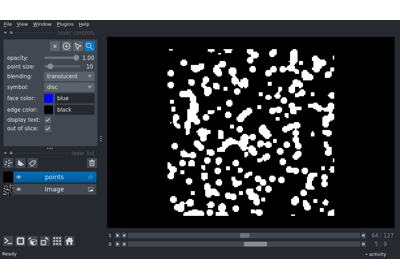 File View Window Plugins Help
layer controls
opacity: 1.00
point size: 10
blending: translucent
symbol: disc
face color: blue
edge color: black
display text:
out of slice:
layer list
points
Image
1 64 127
0 5 9
Ready activity